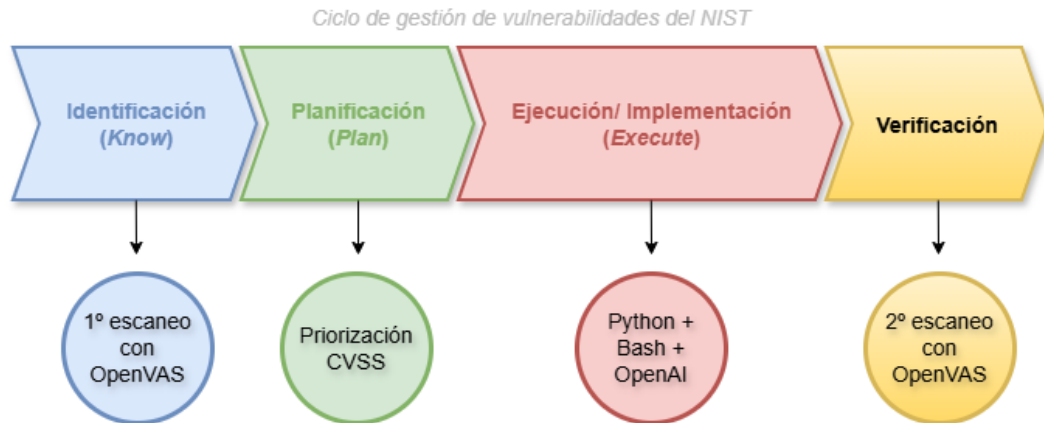 Ciclo de gestión de vulnerabilidades del NIST
Identificación
(Know)
Planificación
(Plan)
Ejecución/ Implementación
(Execute)
Verificación
1º escaneo
con
OpenVAS
Priorización
CVSS
Python +
Bash +
OpenAI
2º escaneo
con
OpenVAS